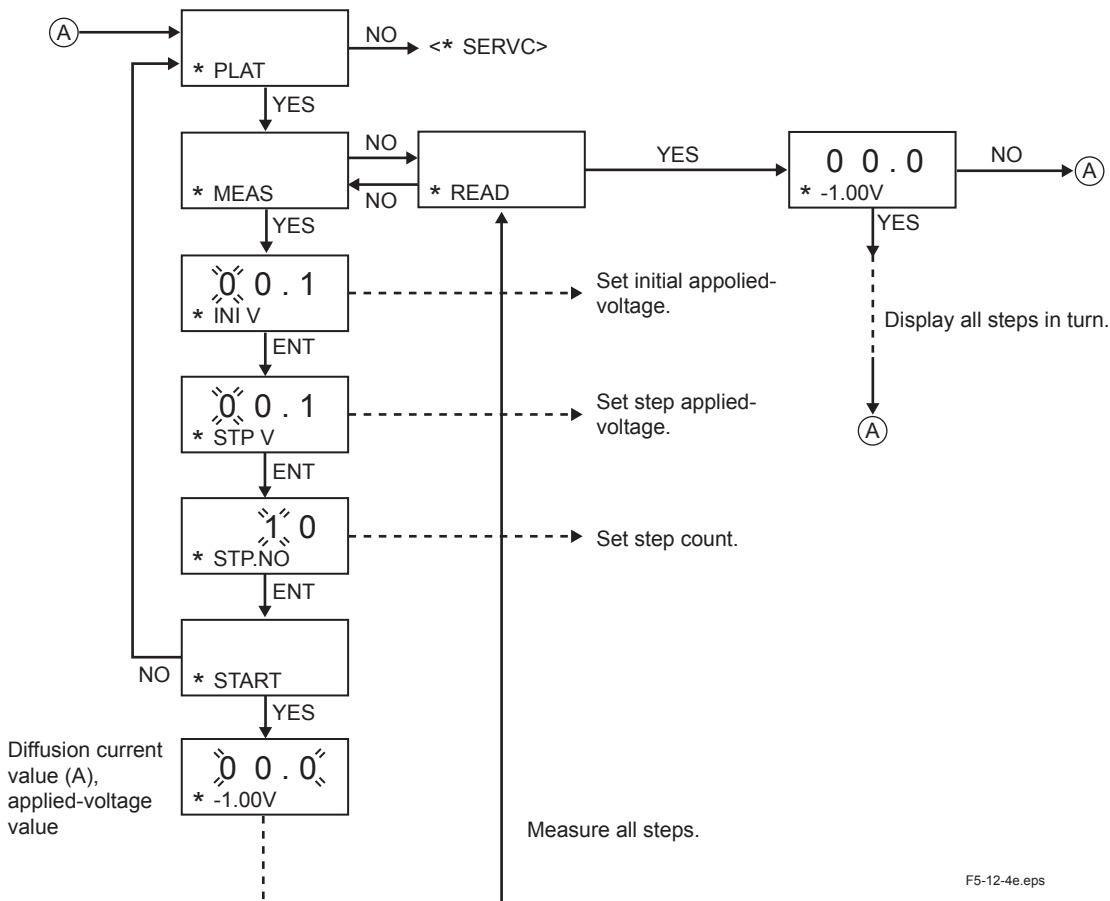 A
NO
<* SERVC>
* PLAT
YES
NO
* MEAS
NO
* READ
YES
0 0 . 0
* -1.00V
NO
A
YES
YES
0 0 . 1
* INI V
Set initial appolied-
voltage.
Display all steps in turn.
ENT
0 0 . 1
* STP V
Set step applied-
voltage.
A
ENT
1 0
* STP.NO
Set step count.
ENT
NO
* START
YES
Diffusion current
value (A),
applied-voltage
value
0 0 . 0
* -1.00V
Measure all steps.
F5-12-4e.eps